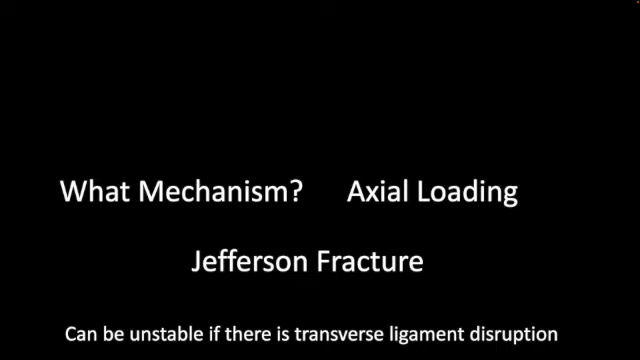 What Mechanism? Axial Loading
Jefferson Fracture
Can be unstable if there is transverse ligament disruption